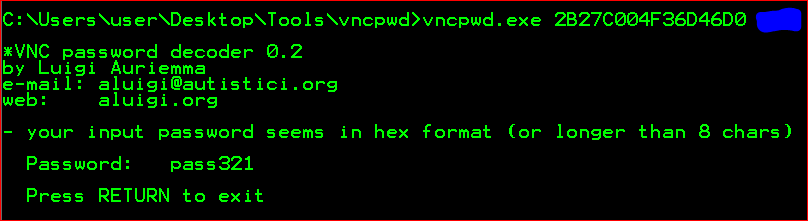 C:\Users\user\Desktop\Tools\vncpwd>vncpwd.exe 2B27C004F36D46D0
*VNC password decoder 0.2
by Luigi Auriemma
e-mail: aluigi@autistici.org
web:    aluigi.org
- your input password seems in hex format (or longer than 8 chars)
Password:   pass321
Press RETURN to exit